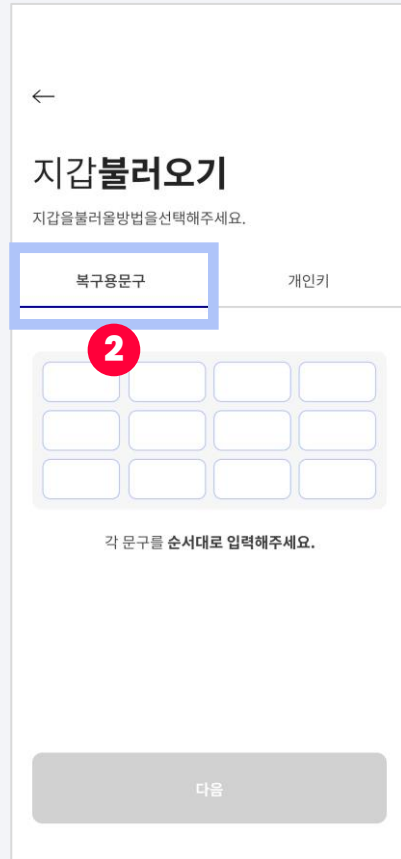 지갑불러오기
지갑을불러올방법을선택해주세요.
복구용문구 개인키
2
각 문구를 순서대로 입력해주세요.
다음